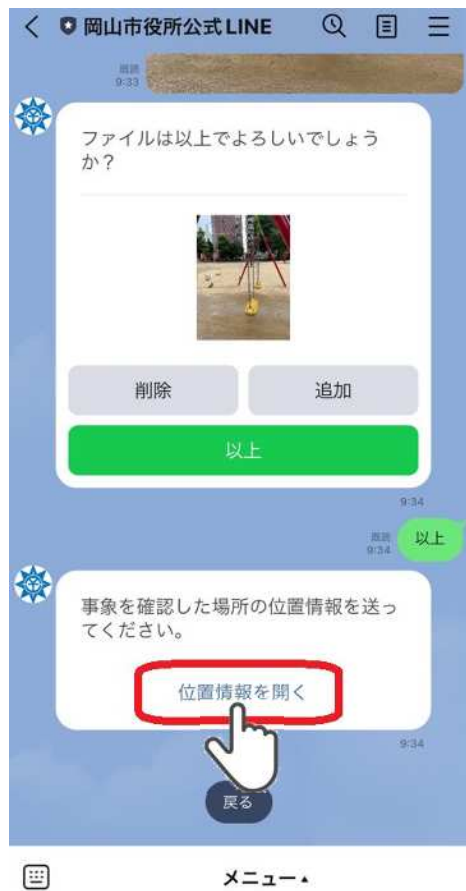 岡山市役所公式LINE
既読
9:33
ファイルは以上でよろしいでしょう
か？
削除
追加
以上
9:34
既読
9:34
以上
事象を確認した場所の位置情報を送っ
てください。
位置情報を開く
9:34
戻る
メニュー▲